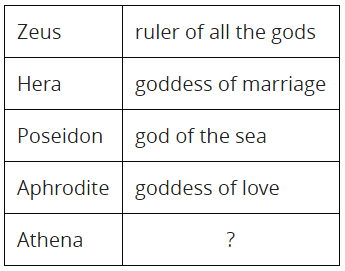 Zeus ruler of all the gods
Hera goddess of marriage
Poseidon god of the sea
Aphrodite goddess of love
Athena ?